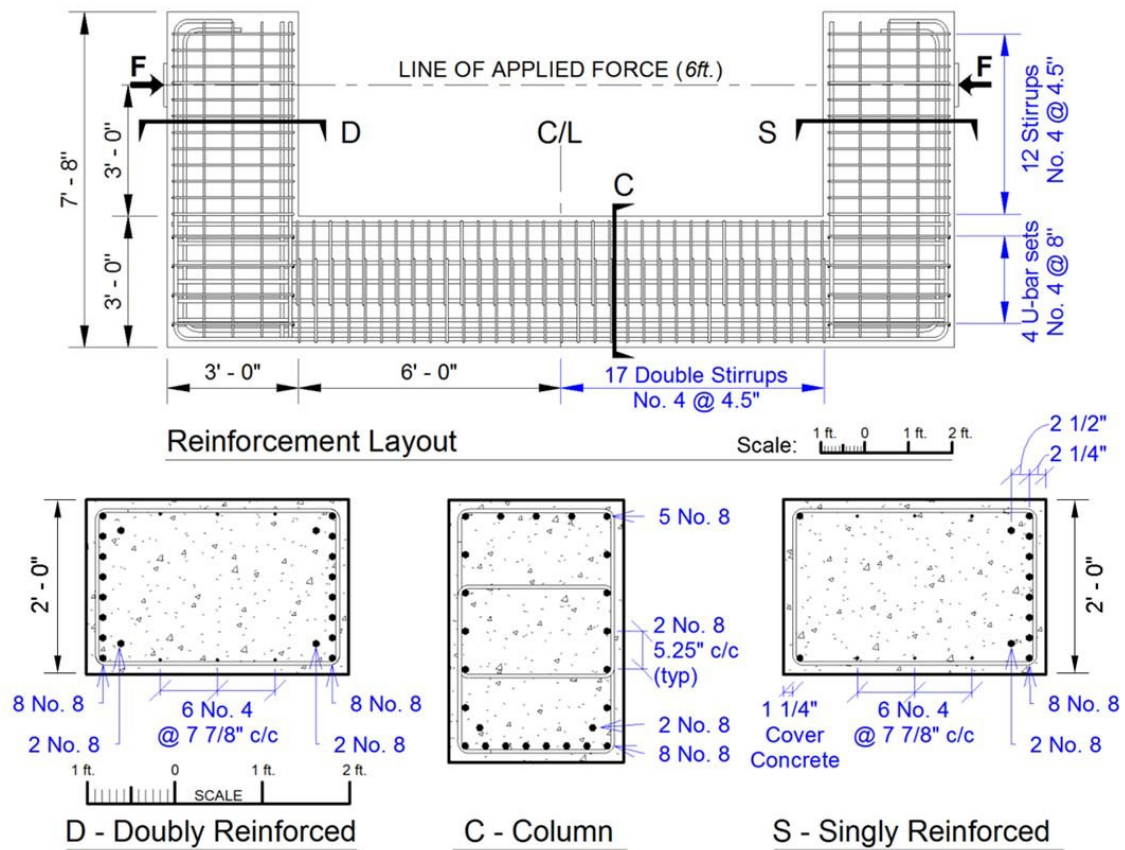 F
LINE OF APPLIED FORCE (6ft.)
F
D
C/L
S
C
7' - 8"
3' - 0"
3' - 0"
12 Stirrups
No. 4 @ 4.5"
4 U-bar sets
No. 4 @ 8"
3' - 0"
6' - 0"
17 Double Stirrups
No. 4 @ 4.5"
Reinforcement Layout
Scale:
1 ft. 0 1 ft. 2 ft.
2 1/2"
2 1/4"
2' - 0"
8 No. 8
2 No. 8
6 No. 4
@ 7 7/8" c/c
8 No. 8
2 No. 8
1 ft. 0 1 ft. 2 ft.
SCALE
D - Doubly Reinforced
5 No. 8
2 No. 8
5.25" c/c
(typ)
2 No. 8
8 No. 8
C - Column
2' - 0"
1 1/4"
Cover
Concrete
6 No. 4
@ 7 7/8" c/c
8 No. 8
2 No. 8
S - Singly Reinforced